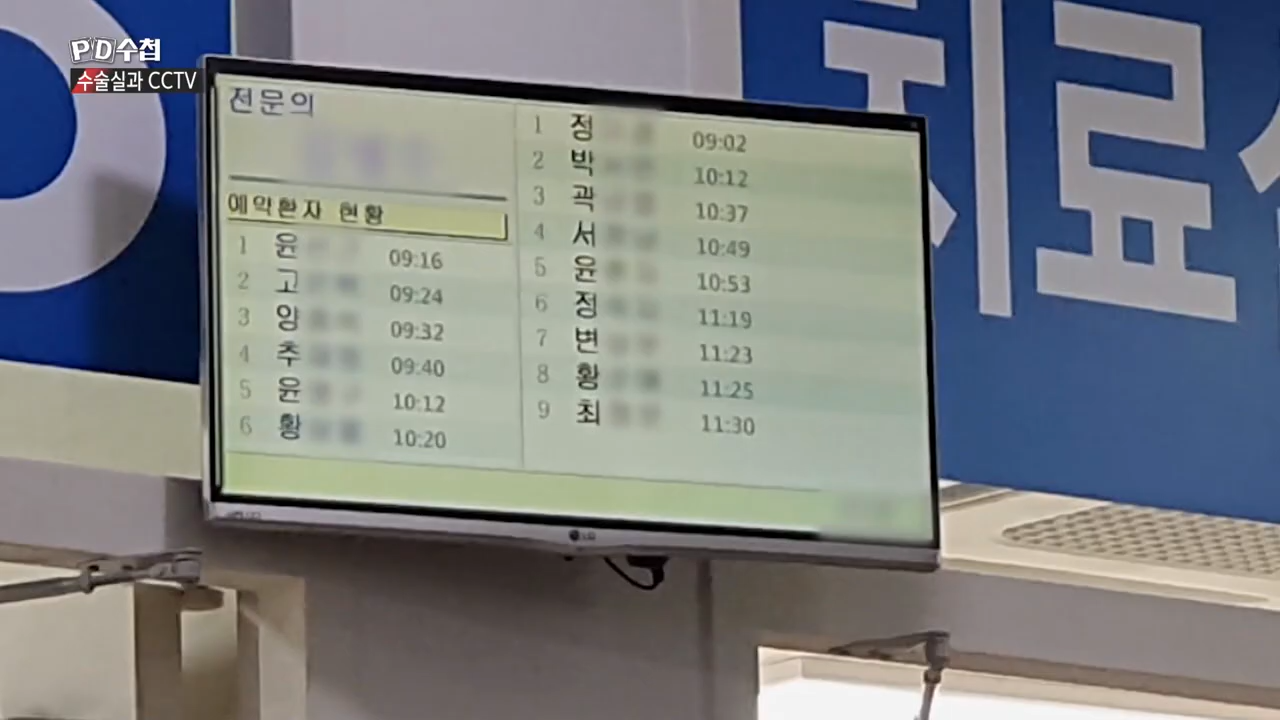 PD수첩
수술실과 CCTV
치료
전문의
예약환자 현황
1 윤 09:16
2 고 09:24
3 양 09:32
4 추 09:40
5 윤 10:12
6 황 10:20
1 정 09:02
2 박 10:12
3 곽 10:37
4 서 10:49
5 윤 10:53
6 정 11:19
7 변 11:23
8 황 11:25
9 최 11:30
LG